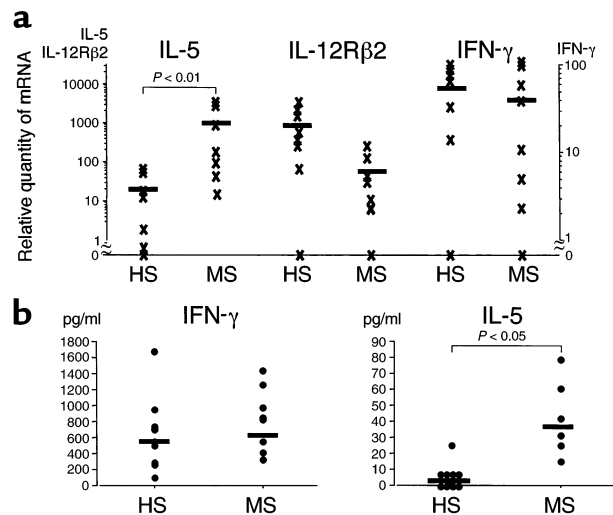 a
IL-5
IL-12Rβ2
IL-5
IL-12Rβ2
IFN-γ
IFN-γ
Relative quantity of mRNA
10000
1000
100
10
1
0
P < 0.01
100
10
1
0
HS
MS
HS
MS
HS
MS
b
pg/ml
IFN-γ
1800
1600
1400
1200
1000
800
600
400
200
0
HS
MS
pg/ml
IL-5
P < 0.05
90
80
70
60
50
40
30
20
10
0
HS
MS